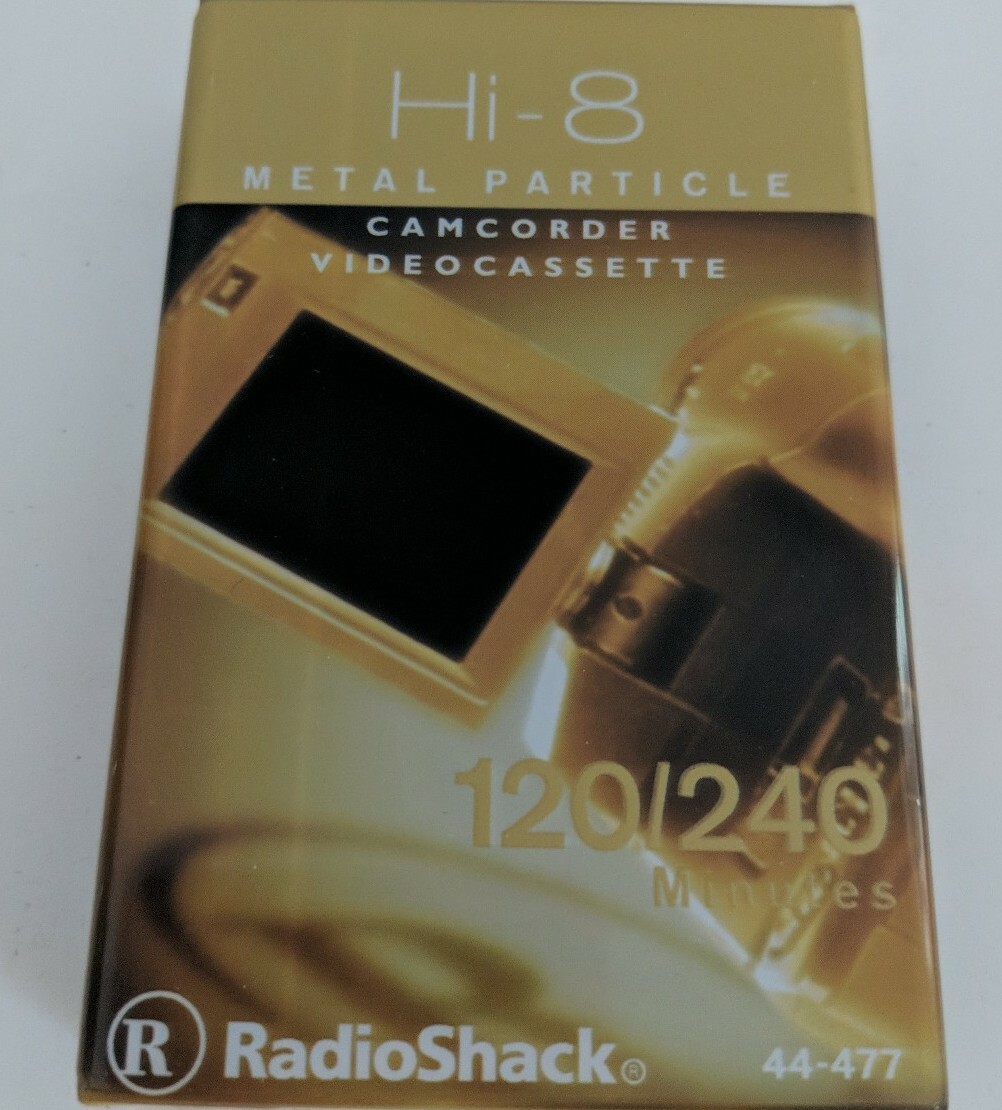 Hi-8
METAL PARTICLE
CAMCORDER
VIDEOCASSETTE
120/240
Minutes
R RadioShack®
44-477